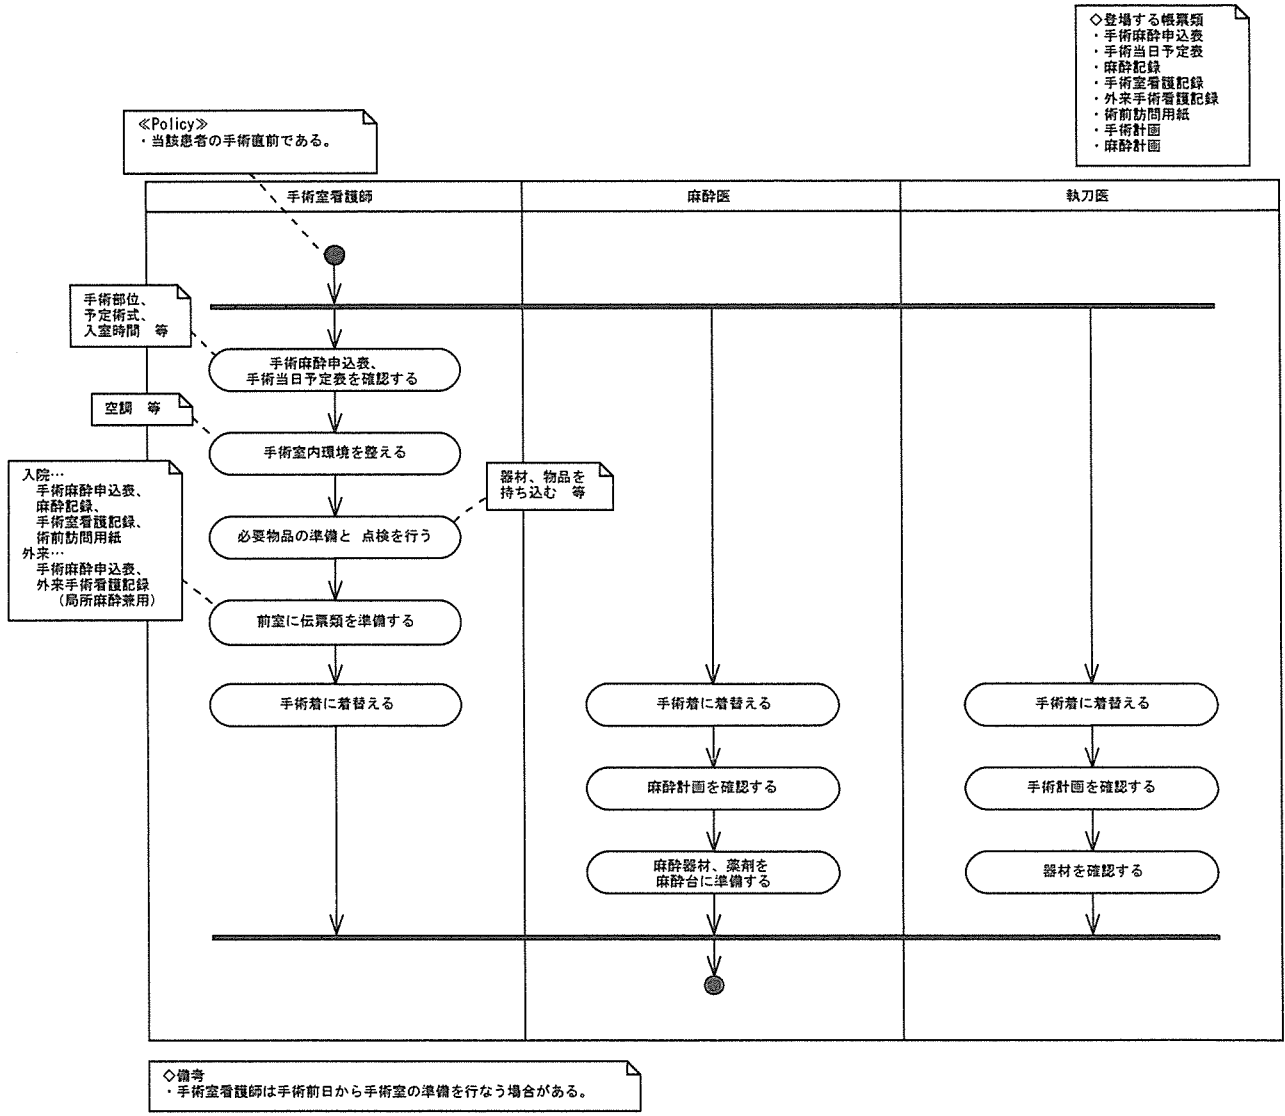 ◇登場する帳票類
・手術麻酔申込表
・手術当日予定表
・麻酔記録
・手術室看護記録
・外来手術看護記録
・術前訪問用紙
・手術計画
・麻酔計画
≪Policy≫
・当該患者の手術直前である。
手術室看護師
麻酔医
執刀医
手術部位、
予定術式、
入室時間　等
手術麻酔申込表、
手術当日予定表を確認する
空調　等
手術室内環境を整える
入院…
手術麻酔申込表、
麻酔記録、
手術室看護記録、
術前訪問用紙
外来…
手術麻酔申込表、
外来手術看護記録
（局所麻酔兼用）
器材、物品を
持ち込む　等
必要物品の準備と 点検を行う
前室に伝票類を準備する
手術着に着替える
手術着に着替える
手術着に着替える
麻酔計画を確認する
手術計画を確認する
麻酔器材、薬剤を
麻酔台に準備する
器材を確認する
◇備考
・手術室看護師は手術前日から手術室の準備を行なう場合がある。